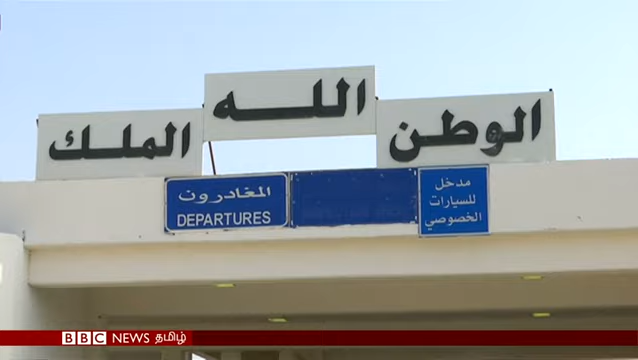 الله
الوطن
الملك
المغادرون
DEPARTURES
مدخل
للسيارات
الخصوصي
BBC NEWS தமிழ்